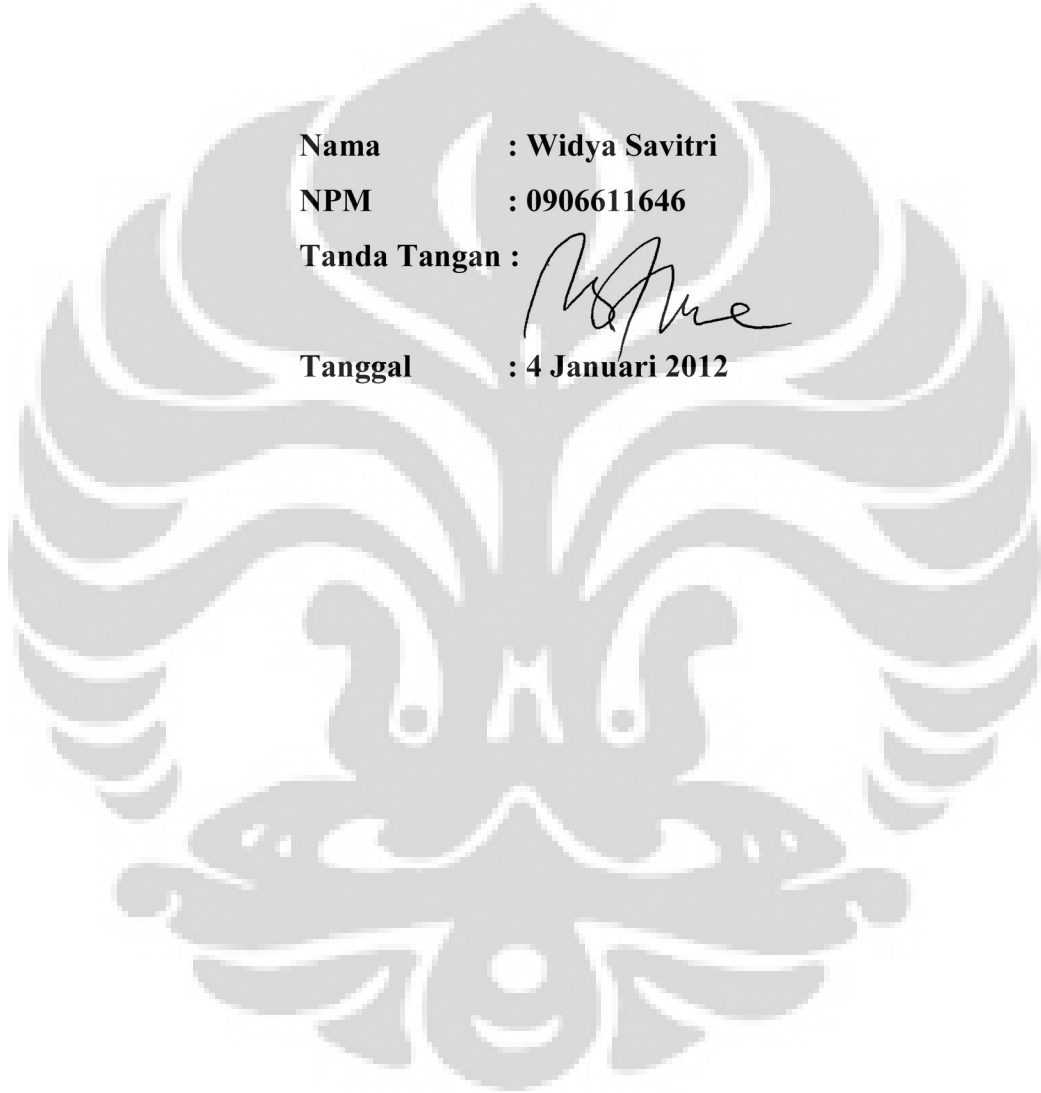 Nama : Widya Savitri
NPM : 0906611646
Tanda Tangan :
Tanggal : 4 Januari 2012